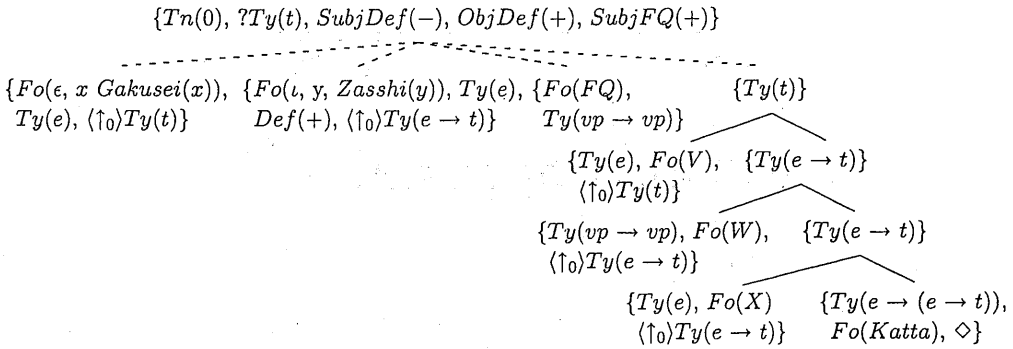 {Tn(0), ?Ty(t), SubjDef(−), ObjDef(+), SubjFQ(+)}
{Fo(ϵ, x Gakusei(x)), {Fo(ι, y, Zasshi(y)), Ty(e), {Fo(FQ), {Ty(t)}
Ty(e), ⟨↑₀⟩Ty(t)} Def(+), ⟨↑₀⟩Ty(e → t)} Ty(vp → vp)}
{Ty(e), Fo(V), {Ty(e → t)}
⟨↑₀⟩Ty(t)}
{Ty(vp → vp), Fo(W), {Ty(e → t)}
⟨↑₀⟩Ty(e → t)}
{Ty(e), Fo(X) {Ty(e → (e → t)),
⟨↑₀⟩Ty(e → t)} Fo(Katta), ◇}